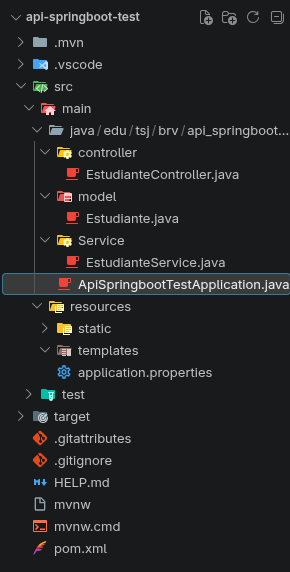 api-springboot-test
.mvn
.vscode
src
main
java / edu / tsj / brv / api_springboot...
controller
EstudianteController.java
model
Estudiante.java
Service
EstudianteService.java
ApiSpringbootTestApplication.java
resources
static
templates
application.properties
test
target
.gitattributes
.gitignore
HELP.md
mvnw
mvnw.cmd
pom.xml